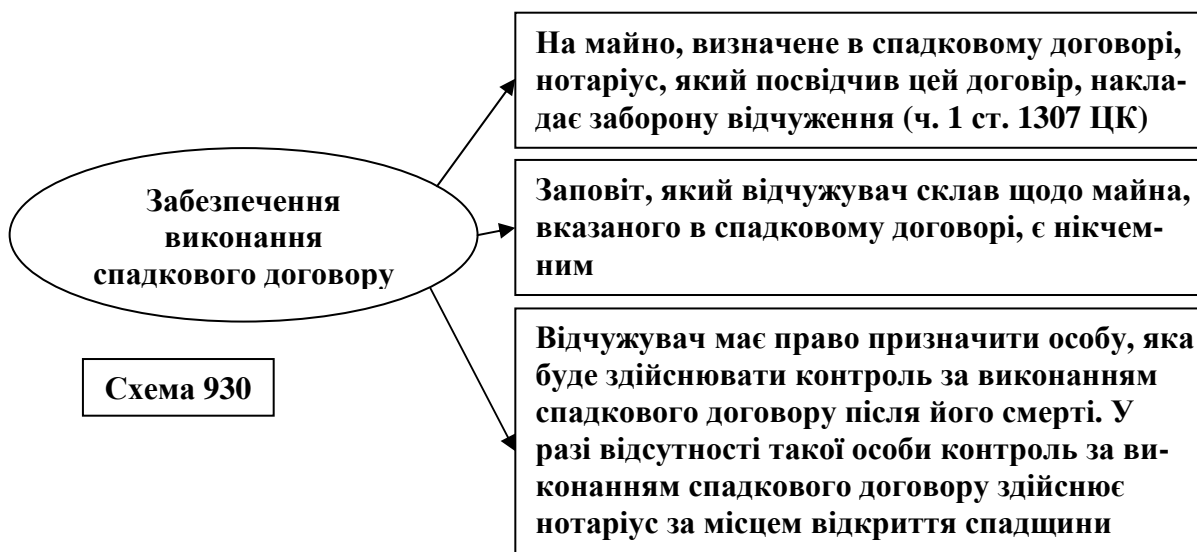 На майно, визначене в спадковому договорі,
нотаріус, який посвідчив цей договір, накла-
дає заборону відчуження (ч. 1 ст. 1307 ЦК)
Забезпечення
виконання
спадкового договору
Заповіт, який відчужувач склав щодо майна,
вказаного в спадковому договорі, є нікчем-
ним
Відчужувач має право призначити особу, яка
буде здійснювати контроль за виконанням
спадкового договору після його смерті. У
разі відсутності такої особи контроль за ви-
конанням спадкового договору здійснює
нотаріус за місцем відкриття спадщини
Схема 930